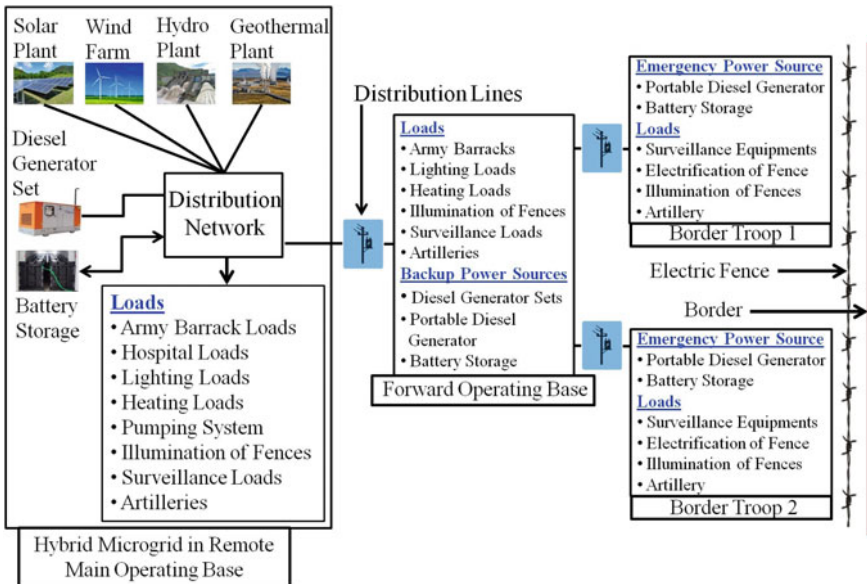 Solar
Plant
Wind
Farm
Hydro
Plant
Geothermal
Plant
Diesel
Generator
Set
Distribution
Network
Battery
Storage
Loads
• Army Barrack Loads
• Hospital Loads
• Lighting Loads
• Heating Loads
• Pumping System
• Illumination of Fences
• Surveillance Loads
• Artilleries
Hybrid Microgrid in Remote
Main Operating Base
Distribution Lines
Loads
• Army Barracks
• Lighting Loads
• Heating Loads
• Illumination of Fences
• Surveillance Loads
• Artilleries
Backup Power Sources
• Diesel Generator Sets
• Portable Diesel
Generator
• Battery Storage
Forward Operating Base
Emergency Power Source
• Portable Diesel Generator
• Battery Storage
Loads
• Surveillance Equipments
• Electrification of Fence
• Illumination of Fences
• Artillery
Border Troop 1
Electric Fence
Border
Emergency Power Source
• Portable Diesel Generator
• Battery Storage
Loads
• Surveillance Equipments
• Electrification of Fence
• Illumination of Fences
• Artillery
Border Troop 2